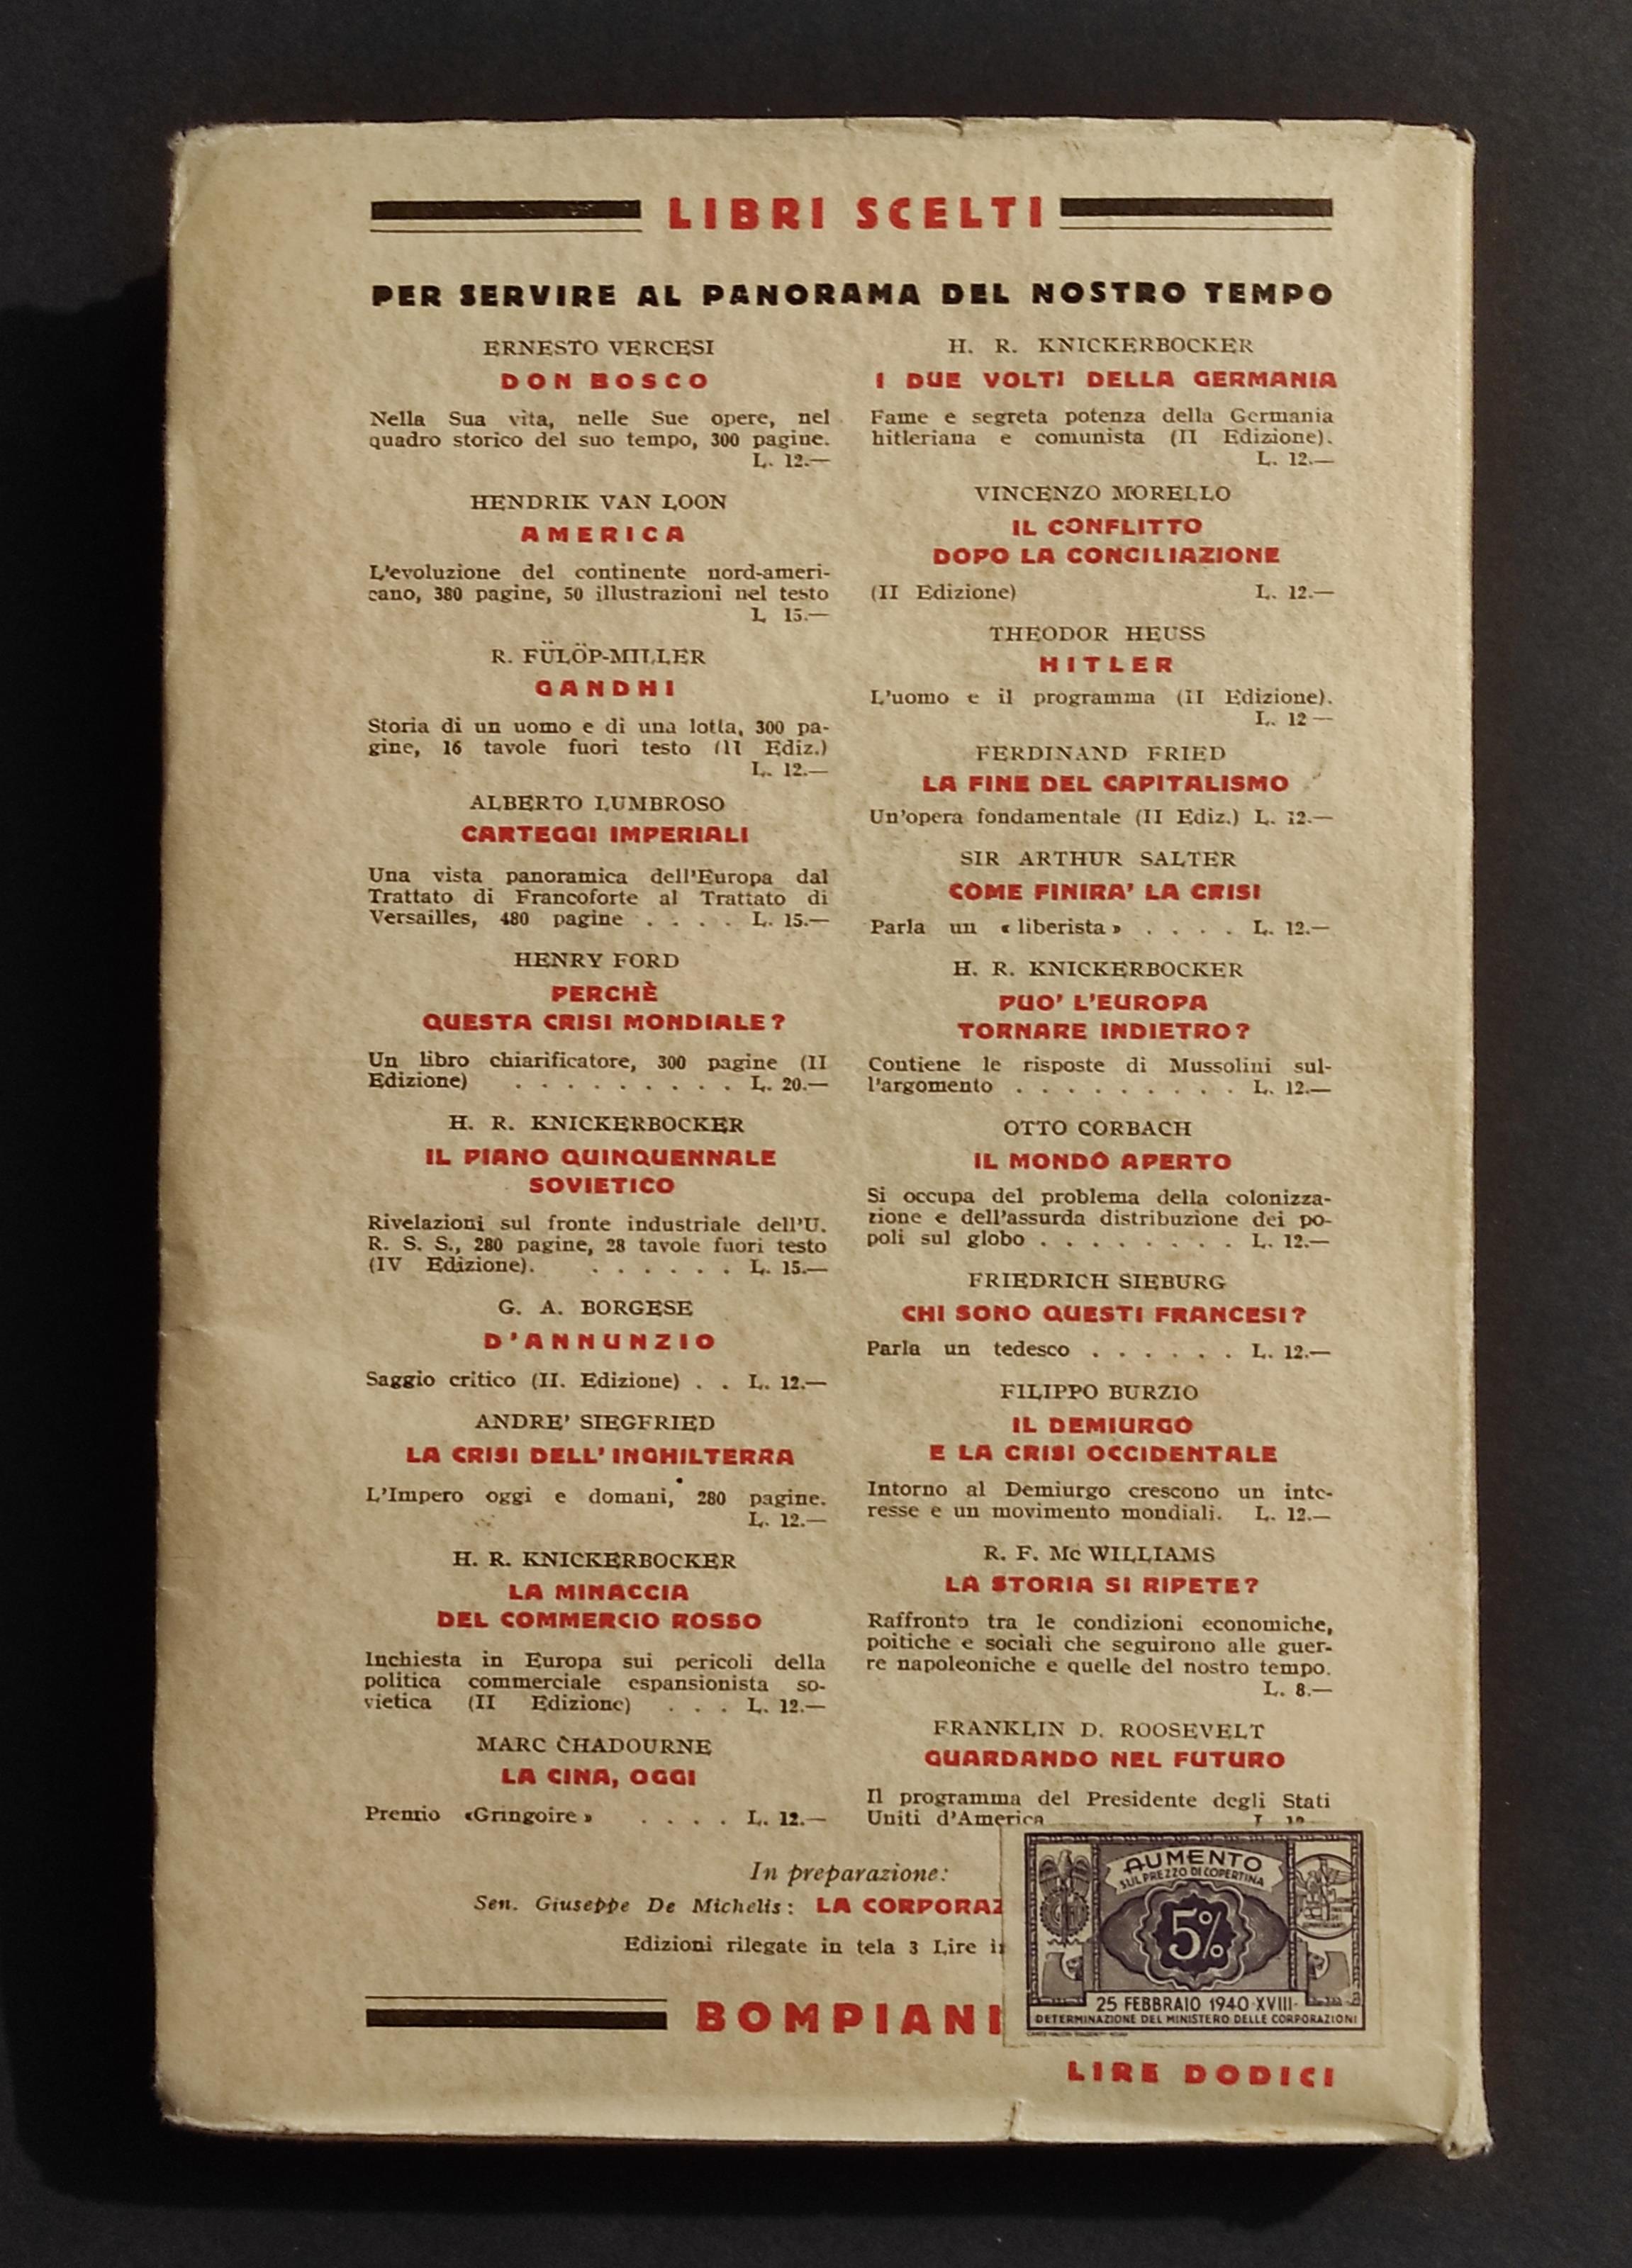 LIBRI SCELTI
PER SERVIRE AL PANORAMA DEL NOSTRO TEMPO
ERNESTO VERCESI
DON BOSCO
Nella Sua vita, nelle Sue opere, nel
quadro storico del suo tempo, 300 pagine.
L. 12.—
HENDRIK VAN LOON
AMERICA
L'evoluzione del continente nord-ameri-
cano, 380 pagine, 50 illustrazioni nel testo
L 15.—
R. FÜLÖP-MILLER
GANDHI
Storia di un uomo e di una lotta, 300 pa-
gine, 16 tavole fuori testo (II Ediz.)
L. 12.—
ALBERTO LUMBROSO
CARTEGGI IMPERIALI
Una vista panoramica dell'Europa dal
Trattato di Francoforte al Trattato di
Versailles, 480 pagine . . . . L. 15.—
HENRY FORD
PERCHÈ
QUESTA CRISI MONDIALE?
Un libro chiarificatore, 300 pagine (II
Edizione) . . . . . . . . . L. 20.—
H. R. KNICKERBOCKER
IL PIANO QUINQUENNALE
SOVIETICO
Rivelazioni sul fronte industriale dell'U.
R. S. S., 280 pagine, 28 tavole fuori testo
(IV Edizione). . . . . . . L. 15.—
G. A. BORGESE
D'ANNUNZIO
Saggio critico (II. Edizione) . . L. 12.—
ANDRE' SIEGFRIED
LA CRISI DELL'INGHILTERRA
L'Impero oggi e domani, 280 pagine.
L. 12.—
H. R. KNICKERBOCKER
LA MINACCIA
DEL COMMERCIO ROSSO
Inchiesta in Europa sui pericoli della
politica commerciale espansionista so-
vietica (II Edizione) . . . L. 12.—
MARC CHADOURNE
LA CINA, OGGI
Premio «Gringoire» . . . . L. 12.—
H. R. KNICKERBOCKER
I DUE VOLTI DELLA GERMANIA
Fame e segreta potenza della Germania
hitleriana e comunista (II Edizione).
L. 12.—
VINCENZO MORELLO
IL CONFLITTO
DOPO LA CONCILIAZIONE
(II Edizione) L. 12.—
THEODOR HEUSS
HITLER
L'uomo e il programma (II Edizione).
L. 12 —
FERDINAND FRIED
LA FINE DEL CAPITALISMO
Un'opera fondamentale (II Ediz.) L. 12.—
SIR ARTHUR SALTER
COME FINIRA' LA CRISI
Parla un «liberista» . . . . L. 12.—
H. R. KNICKERBOCKER
PUO' L'EUROPA
TORNARE INDIETRO?
Contiene le risposte di Mussolini sul-
l'argomento . . . . . . . . . L. 12.—
OTTO CORBACH
IL MONDO APERTO
Si occupa del problema della colonizza-
zione e dell'assurda distribuzione dei po-
poli sul globo . . . . . . . . L. 12.—
FRIEDRICH SIEBURG
CHI SONO QUESTI FRANCESI?
Parla un tedesco . . . . . . L. 12.—
FILIPPO BURZIO
IL DEMIURGO
E LA CRISI OCCIDENTALE
Intorno al Demiurgo crescono un inte-
resse e un movimento mondiali. L. 12.—
R. F. Mc WILLIAMS
LA STORIA SI RIPETE?
Raffronto tra le condizioni economiche,
poitiche e sociali che seguirono alle guer-
re napoleoniche e quelle del nostro tempo.
L. 8.—
FRANKLIN D. ROOSEVELT
GUARDANDO NEL FUTURO
Il programma del Presidente degli Stati
Uniti d'America L. 12
In preparazione:
Sen. Giuseppe De Michelis: LA CORPORAZ
Edizioni rilegate in tela 3 Lire
BOMPIANI
AUMENTO
SUL PREZZO DI COPERTINA
5%
25 FEBBRAIO 1940·XVIII·
DETERMINAZIONE DEL MINISTERO DELLE CORPORAZIONI
LIRE DODICI